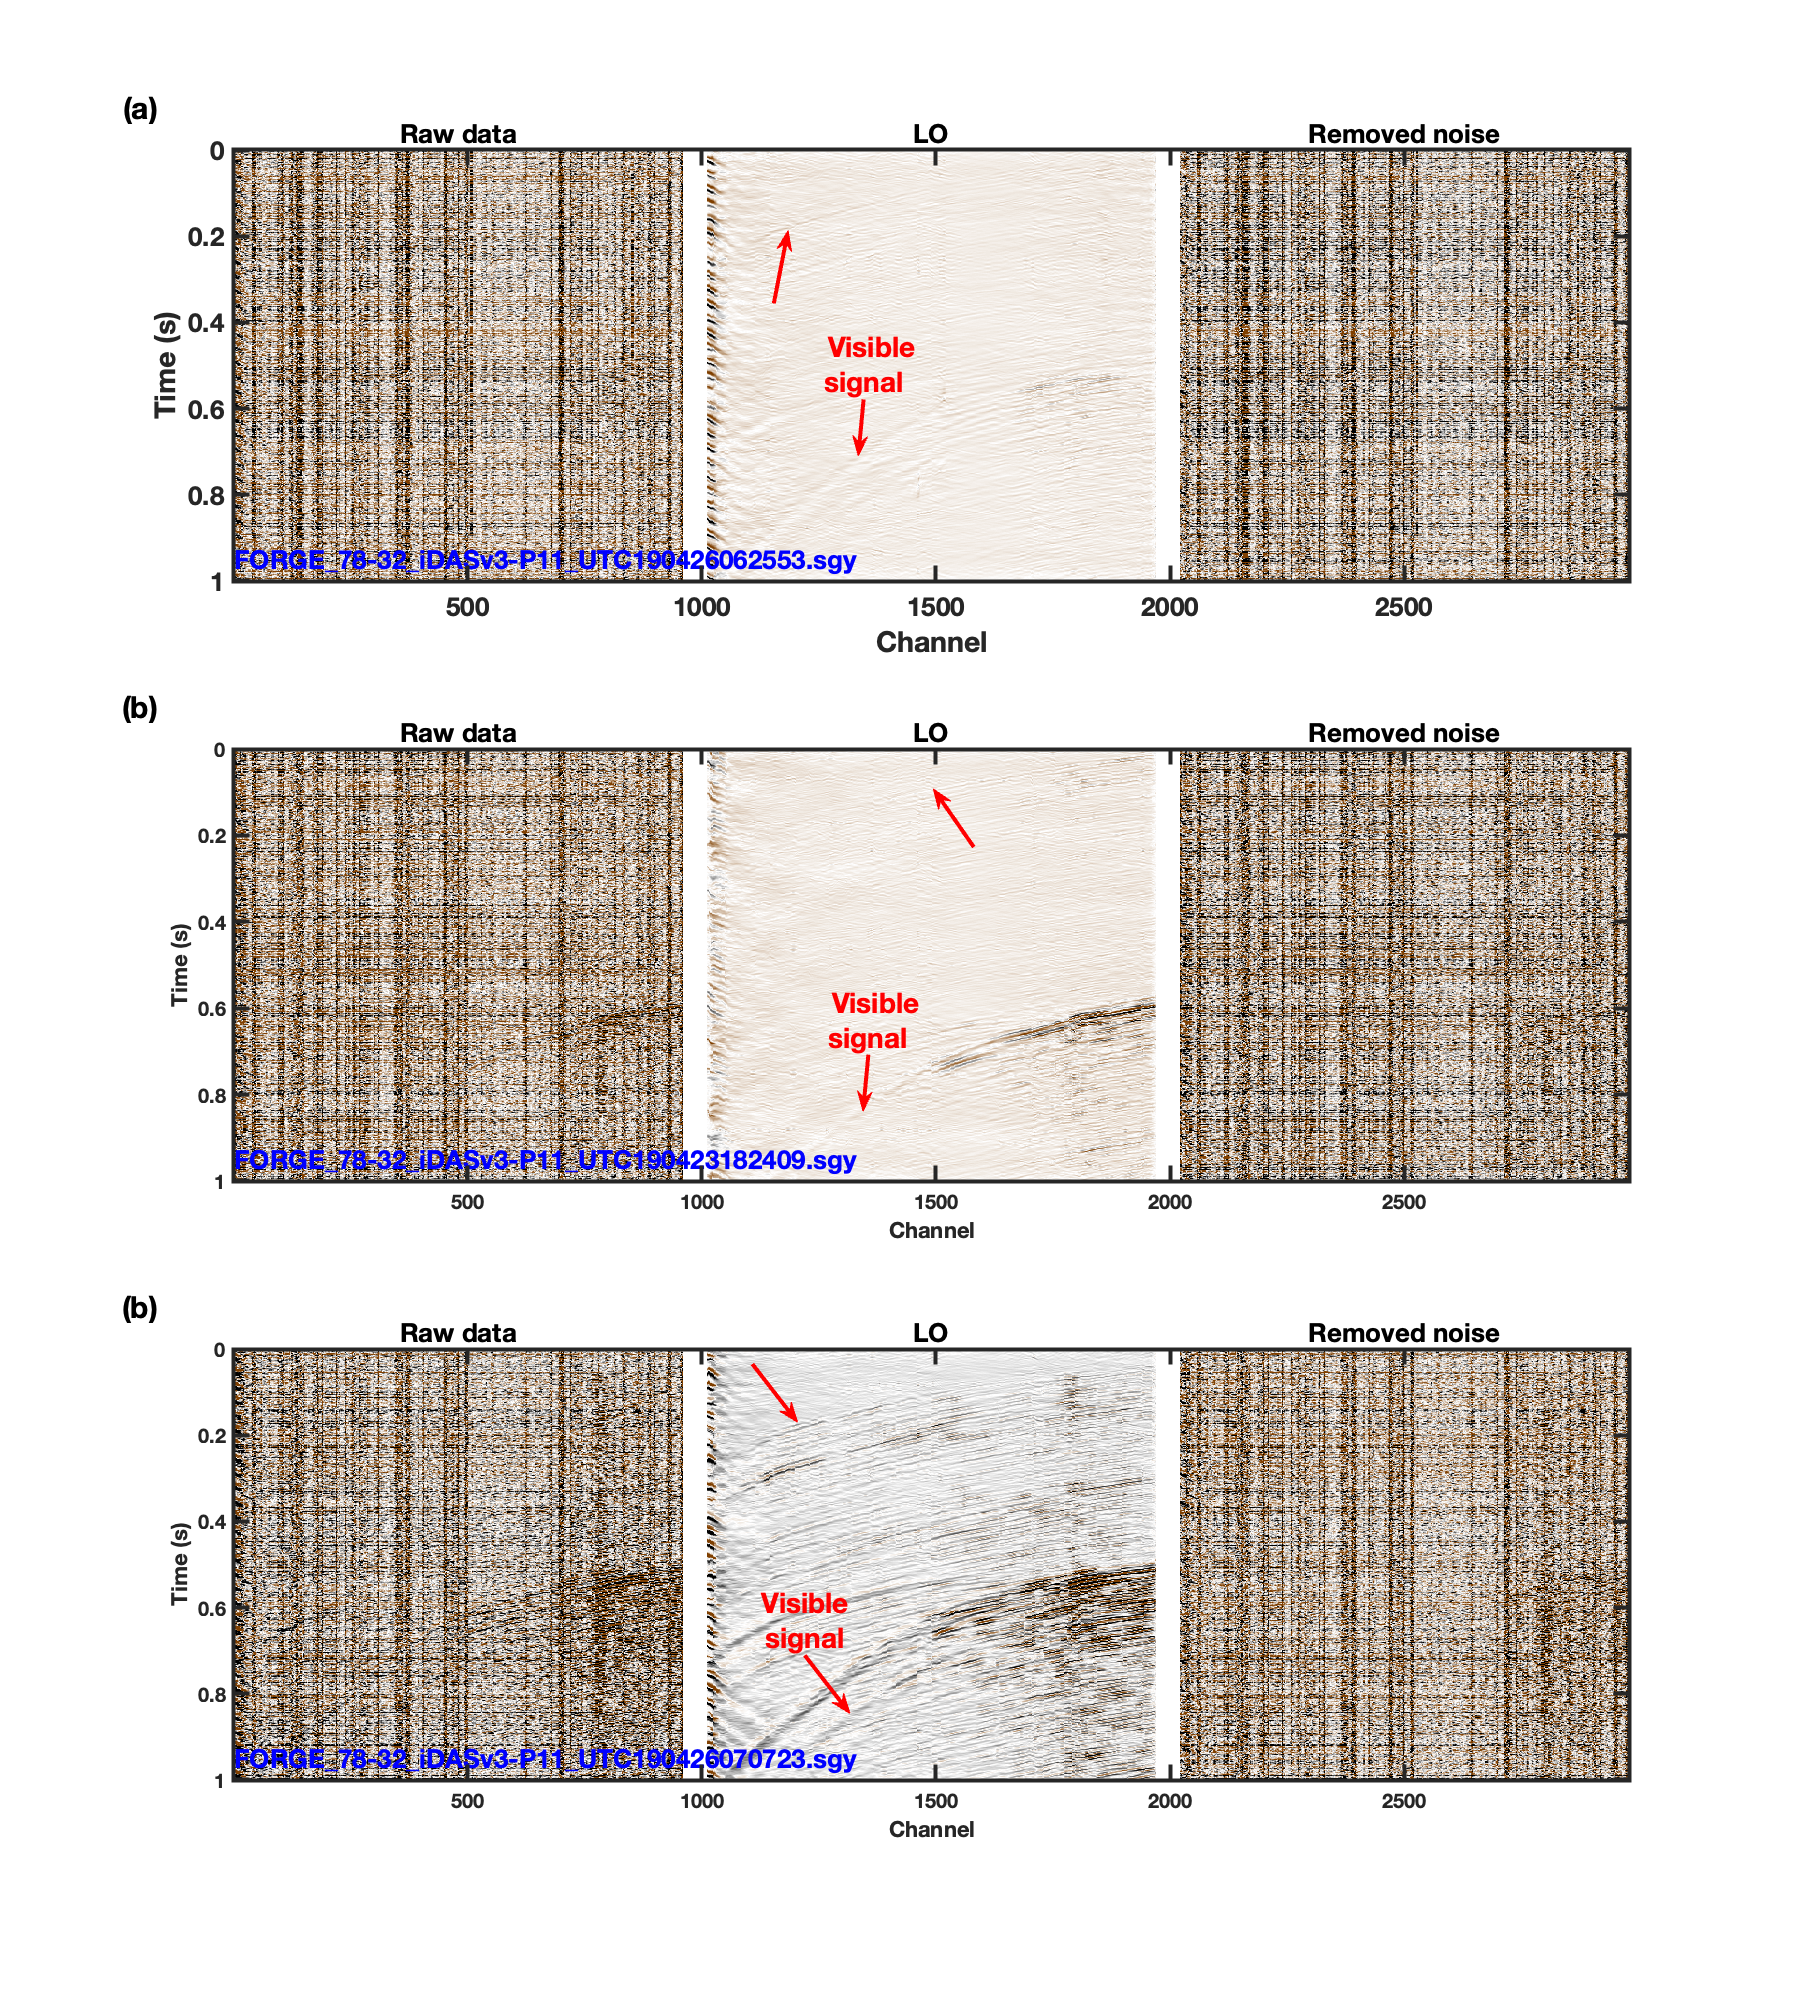 (a)
Raw data LO Removed noise
0
0.2
0.4
0.6
0.8
1
Time (s)
Visible
signal
FORGE_78-32_iDASv3-P11_UTC190426062553.sgy
500 1000 1500 2000 2500
Channel
(b)
Raw data LO Removed noise
0
0.2
0.4
0.6
0.8
1
Time (s)
Visible
signal
FORGE_78-32_iDASv3-P11_UTC190423182409.sgy
500 1000 1500 2000 2500
Channel
(b)
Raw data LO Removed noise
0
0.2
0.4
0.6
0.8
1
Time (s)
Visible
signal
FORGE_78-32_iDASv3-P11_UTC190426070723.sgy
500 1000 1500 2000 2500
Channel